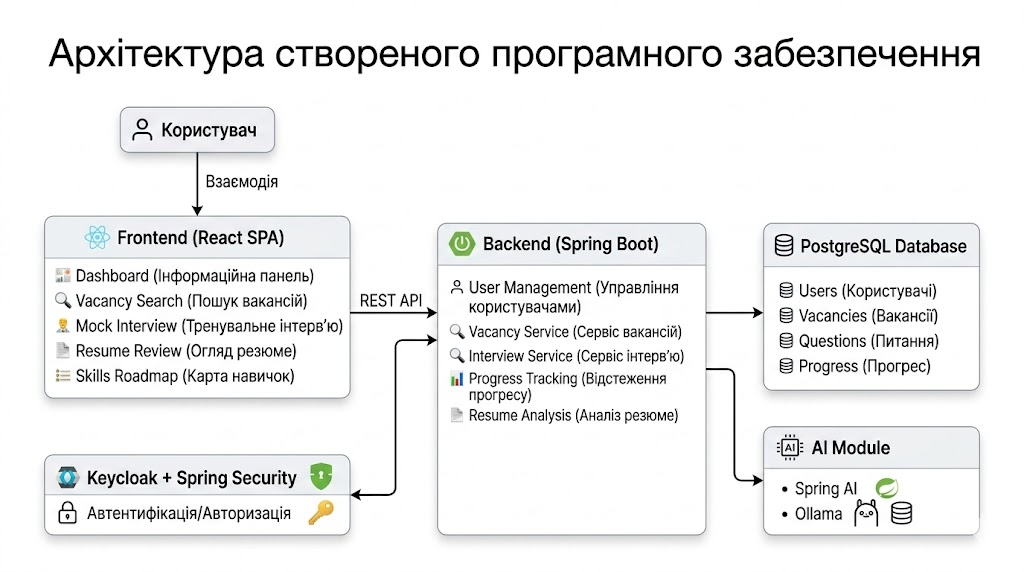 Архітектура створеного програмного забезпечення
Користувач
Взаємодія
Frontend (React SPA)
Dashboard (Інформаційна панель)
Vacancy Search (Пошук вакансій)
Mock Interview (Тренувальне інтерв'ю)
Resume Review (Огляд резюме)
Skills Roadmap (Карта навичок)
REST API
Keycloak + Spring Security
Автентифікація/Авторизація
Backend (Spring Boot)
User Management (Управління
користувачами)
Vacancy Service (Сервіс вакансій)
Interview Service (Сервіс інтерв'ю)
Progress Tracking (Відстеження
прогресу)
Resume Analysis (Аналіз резюме)
PostgreSQL Database
Users (Користувачі)
Vacancies (Вакансії)
Questions (Питання)
Progress (Прогрес)
AI
AI Module
• Spring AI
• Ollama